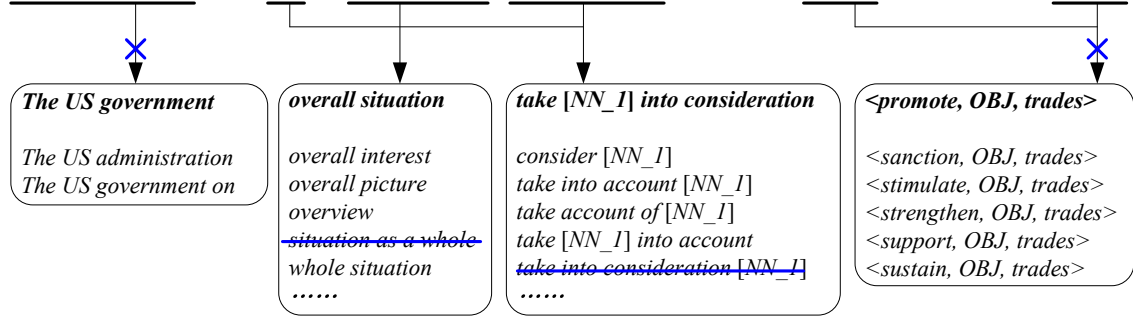 The US government
The US administration
The US government on
overall situation
overall interest
overall picture
overview
situation as a whole
whole situation
……
take [NN_1] into consideration
consider [NN_1]
take into account [NN_1]
take account of [NN_1]
take [NN_1] into account
take into consideration [NN_1]
……
<promote, OBJ, trades>
<sanction, OBJ, trades>
<stimulate, OBJ, trades>
<strengthen, OBJ, trades>
<support, OBJ, trades>
<sustain, OBJ, trades>